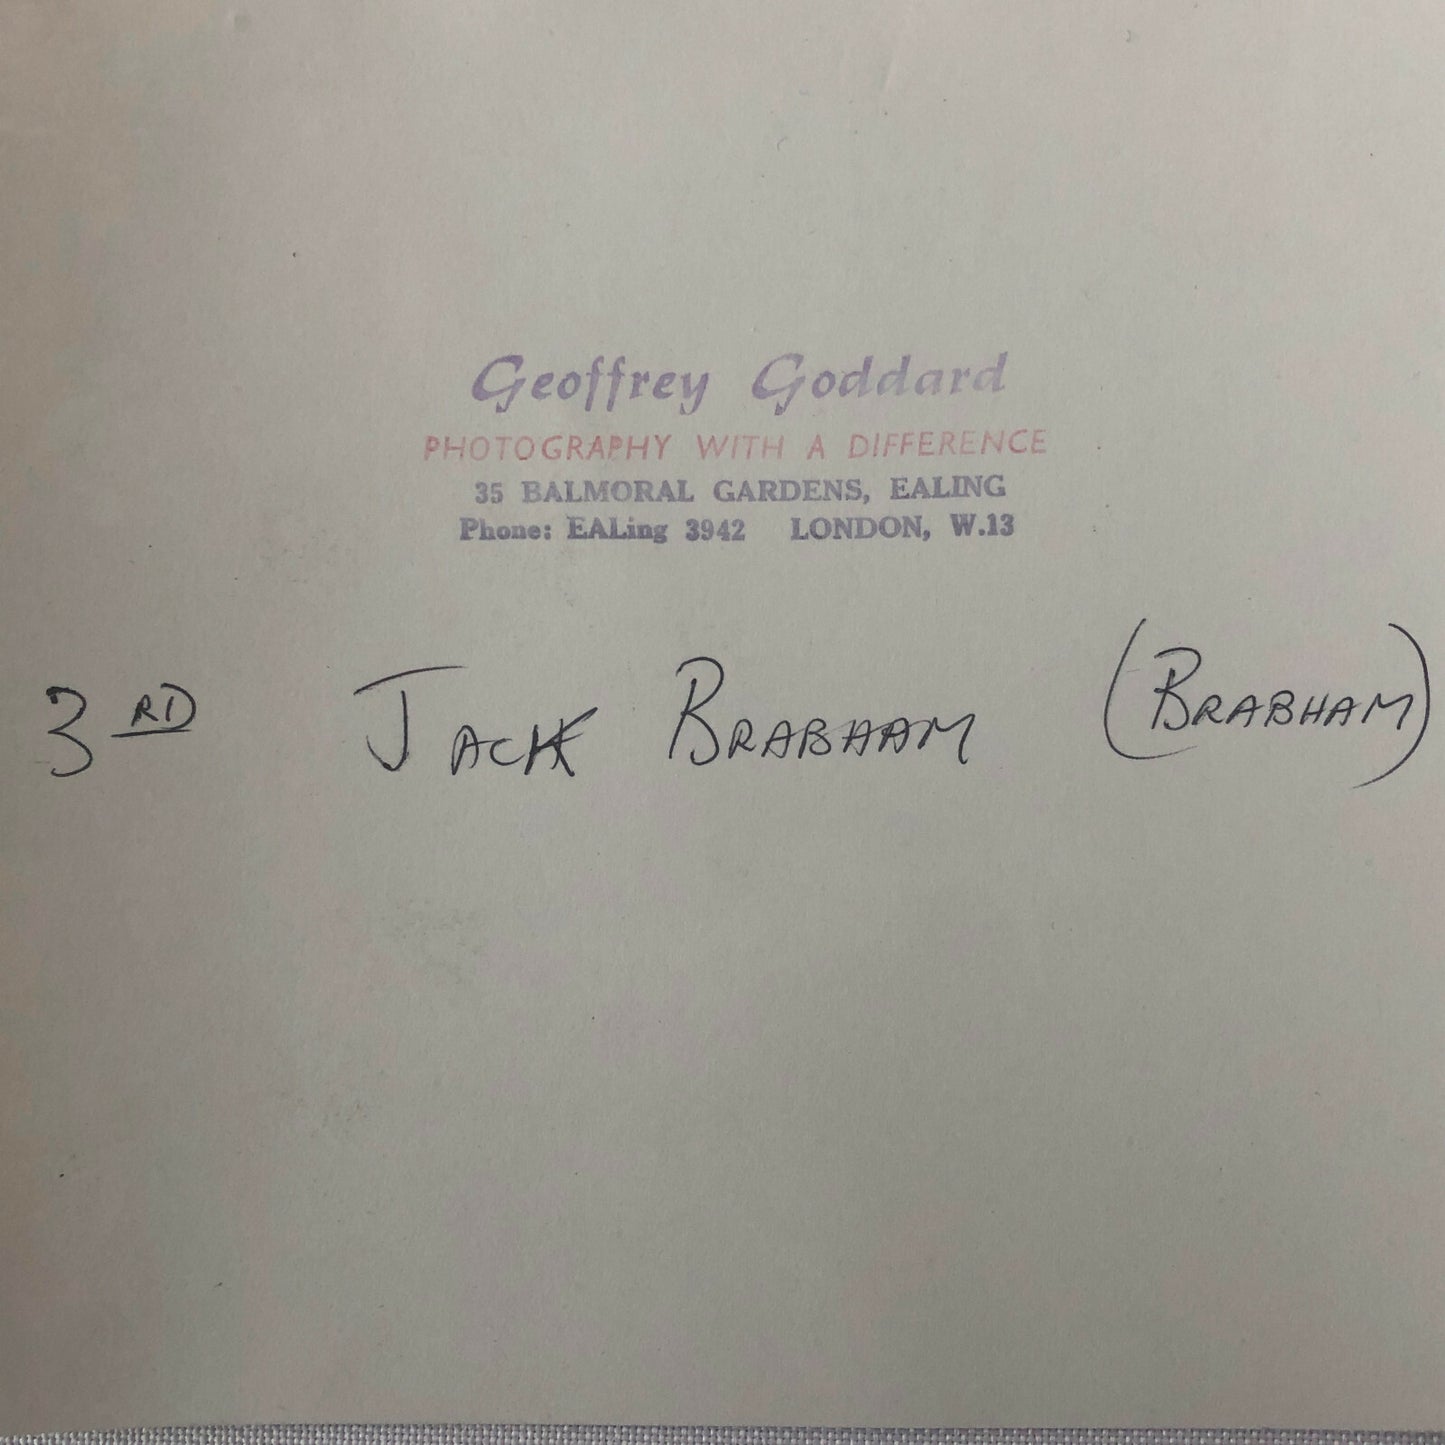 Geoffrey Goddard
PHOTOGRAPHY WITH A DIFFERENCE
35 BALMORAL GARDENS, EALING
Phone: EALing 3942 LONDON, W.13
3RD JACK BRABHAM (BRABHAM)